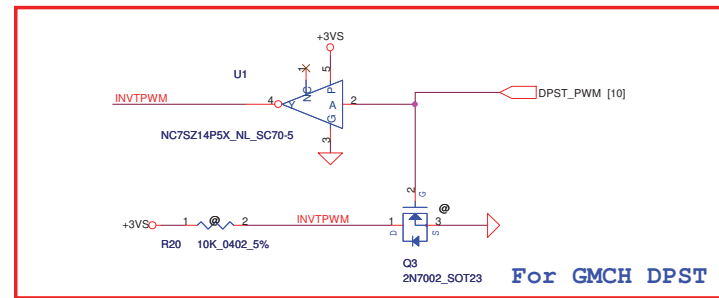 +3VS
U1
5
1
NC
P
INVTPWM
4
Y
A
2
DPST_PWM [10]
G
3
NC7SZ14P5X_NL_SC70-5
2
G
@
@
+3VS
1
2
INVTPWM
1
3
D
S
R20
10K_0402_5%
Q3
2N7002_SOT23
For GMCH DPST